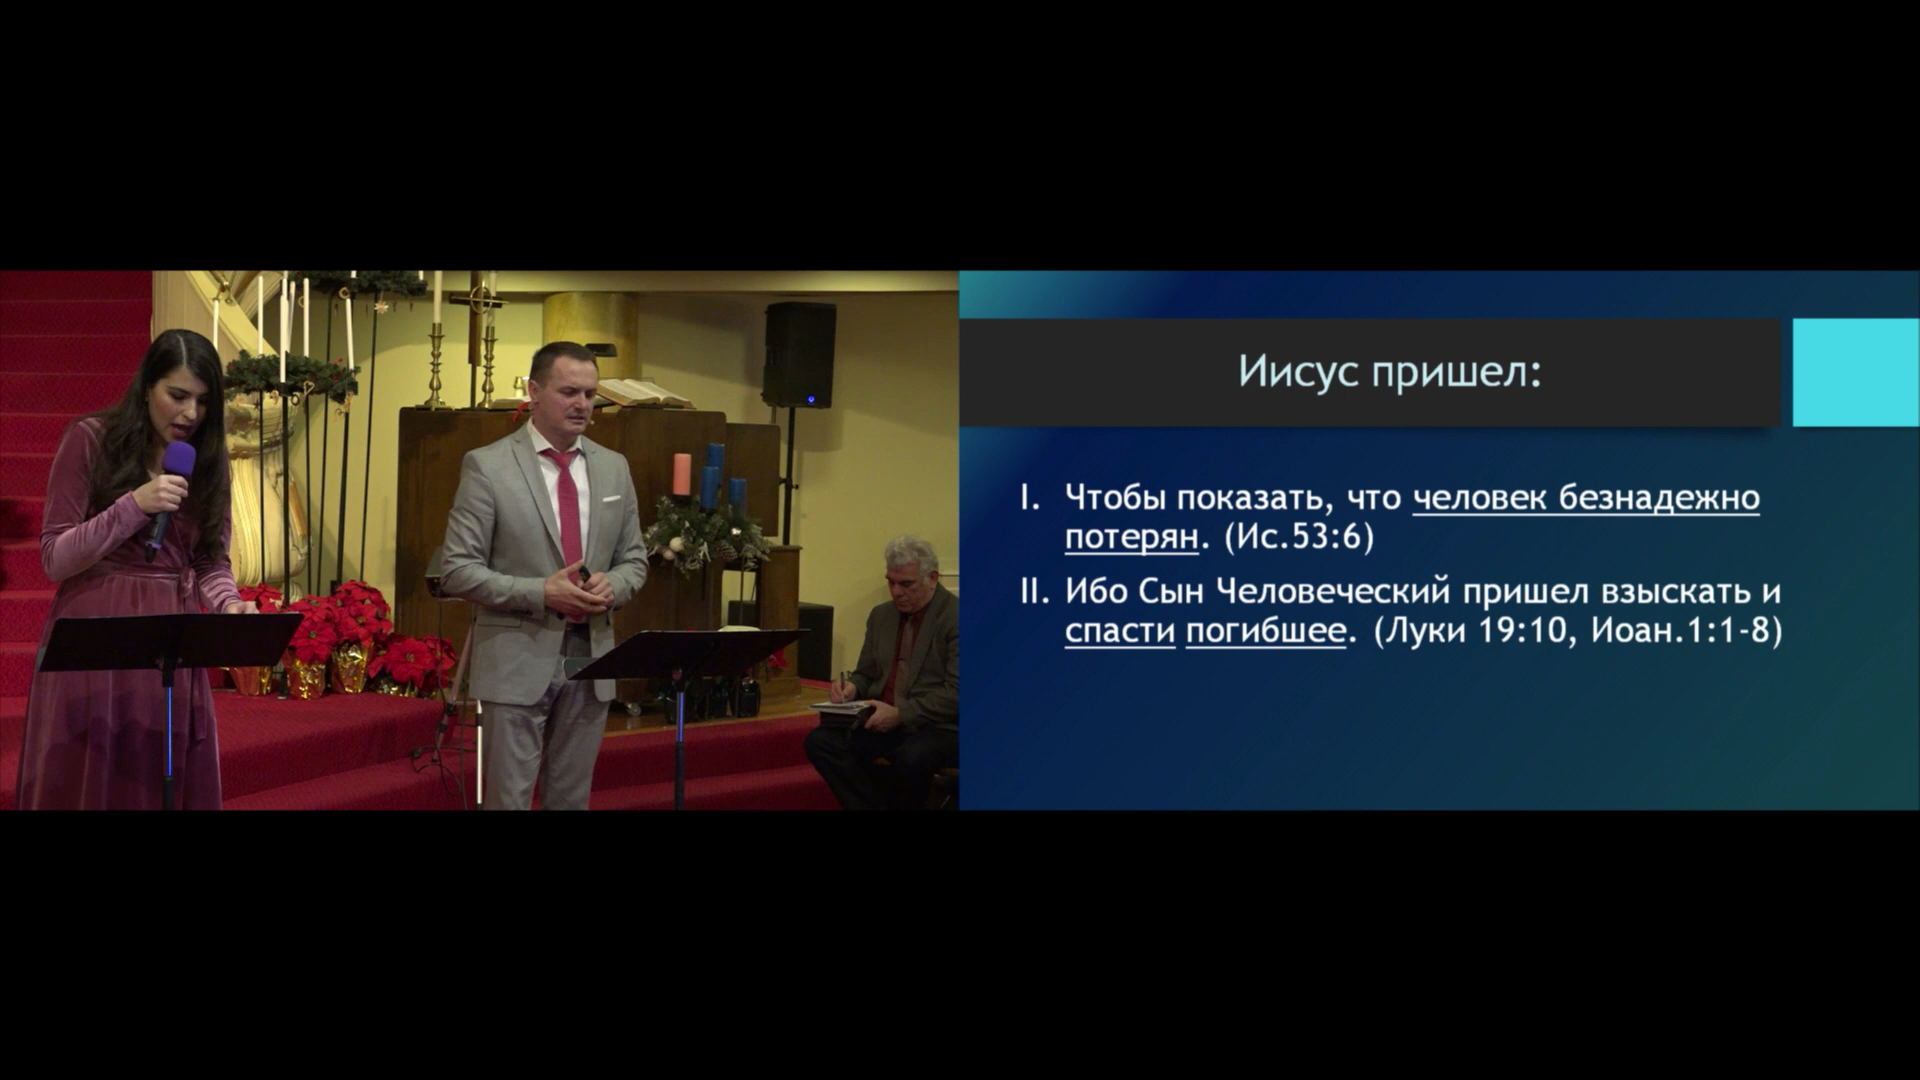 Иисус пришел:
I. Чтобы показать, что человек безнадежно
потерян. (Ис.53:6)
II. Ибо Сын Человеческий пришел взыскать и
спасти погибшее. (Луки 19:10, Иоан.1:1-8)